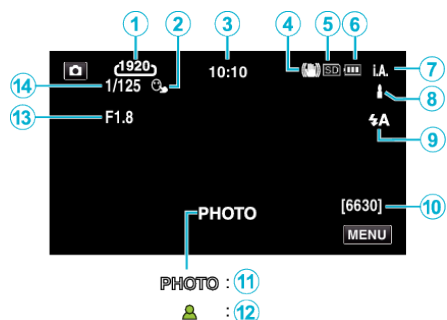 1 2 3 4 5 6
1920 10:10 SD i.A. 7
14 1/125 8
13 F1.8 A 9
[6630] 10
PHOTO
MENU
PHOTO : 11
: 12